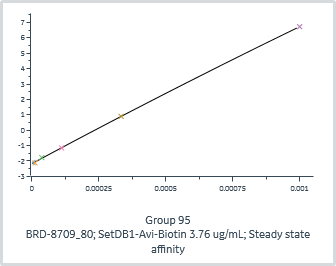 7
6
5
4
3
2
1
0
-1
-2
-3
0 0.00025 0.0005 0.00075 0.001
Group 95
BRD-8709_80; SetDB1-Avi-Biotin 3.76 ug/mL; Steady state
affinity